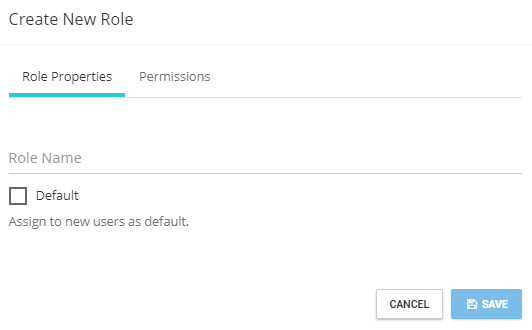 Create New Role
Role Properties Permissions
Role Name
Default
Assign to new users as default.
CANCEL SAVE